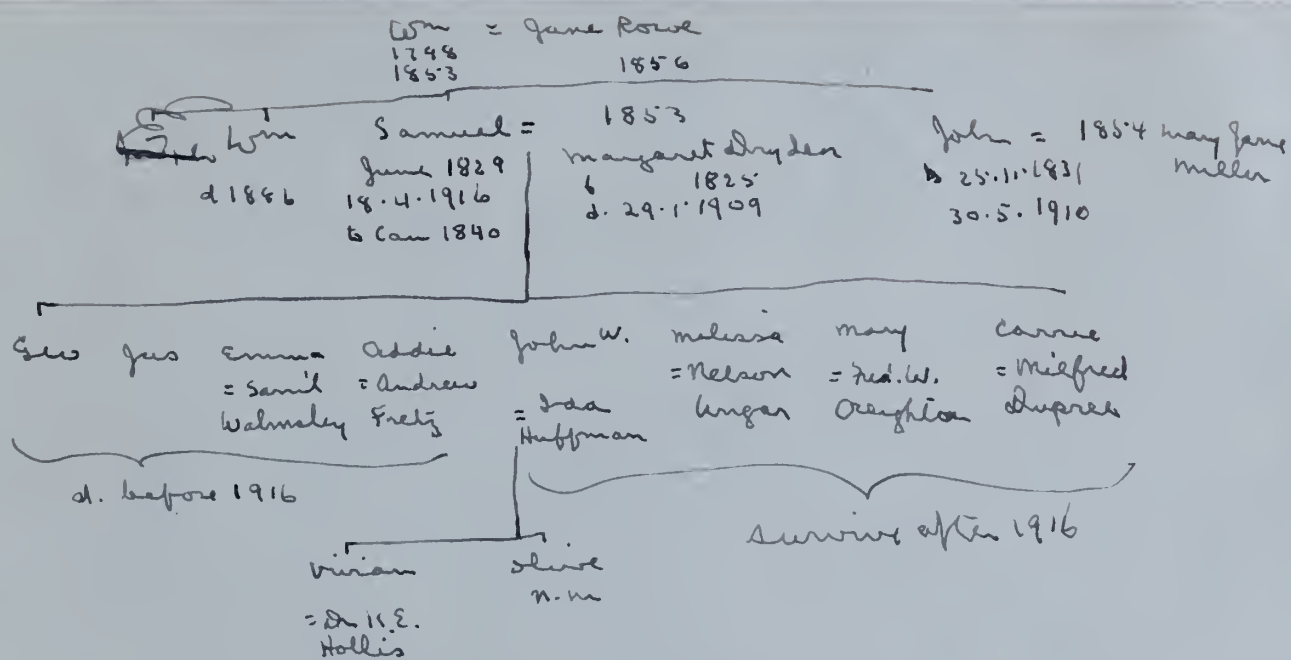 Wm = Jane Rowe
1798
1853 1856
Wm
d 1886
Samuel = 1853
June 1829
18.4.1916
to Can 1840
Margaret Dryden
b 1825
d. 29.1.1909
John = 1854 Mary Jane Miller
b 25.11.1831
30.5.1910
Geo Jas Emma Addie John W. Melissa Mary Carrie
= Sam'l = Andrew = Ida = Nelson = Fred. W. = Milfred
Walmsley Fretz Huffman Ungar Creighton Dupree
d. before 1916
survive after 1916
Vivian Olive
n.m
= Dr. H.E.
Hollis